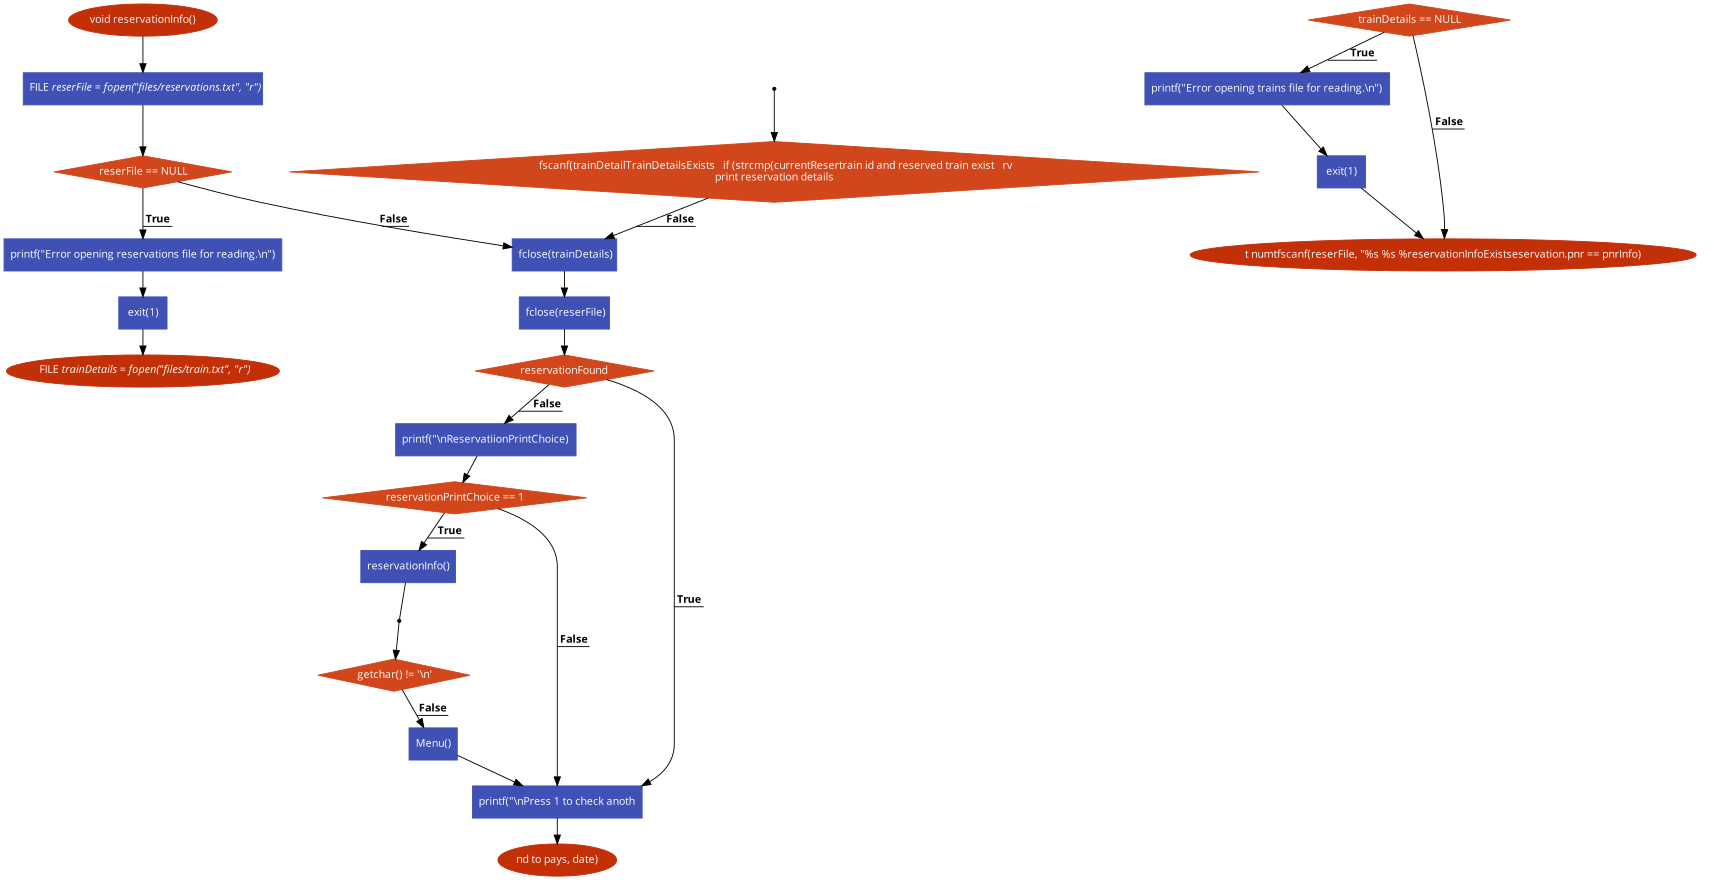 void reservationInfo()
FILE reserFile = fopen("files/reservations.txt", "r")
reserFile == NULL
True
False
printf("Error opening reservations file for reading.\n")
exit(1)
FILE trainDetails = fopen("files/train.txt", "r")
fscanf(trainDetailTrainDetailsExists if (strcmp(currentResertrain id and reserved train exist rv
print reservation details
False
fclose(trainDetails)
fclose(reserFile)
reservationFound
False
True
printf("\nReservatiionPrintChoice)
reservationPrintChoice == 1
True
False
reservationInfo()
getchar() != '\n'
False
Menu()
printf("\nPress 1 to check anoth
nd to pays, date)
trainDetails == NULL
True
False
printf("Error opening trains file for reading.\n")
exit(1)
t numtfscanf(reserFile, "%s %s %reservationInfoExistseservation.pnr == pnrInfo)